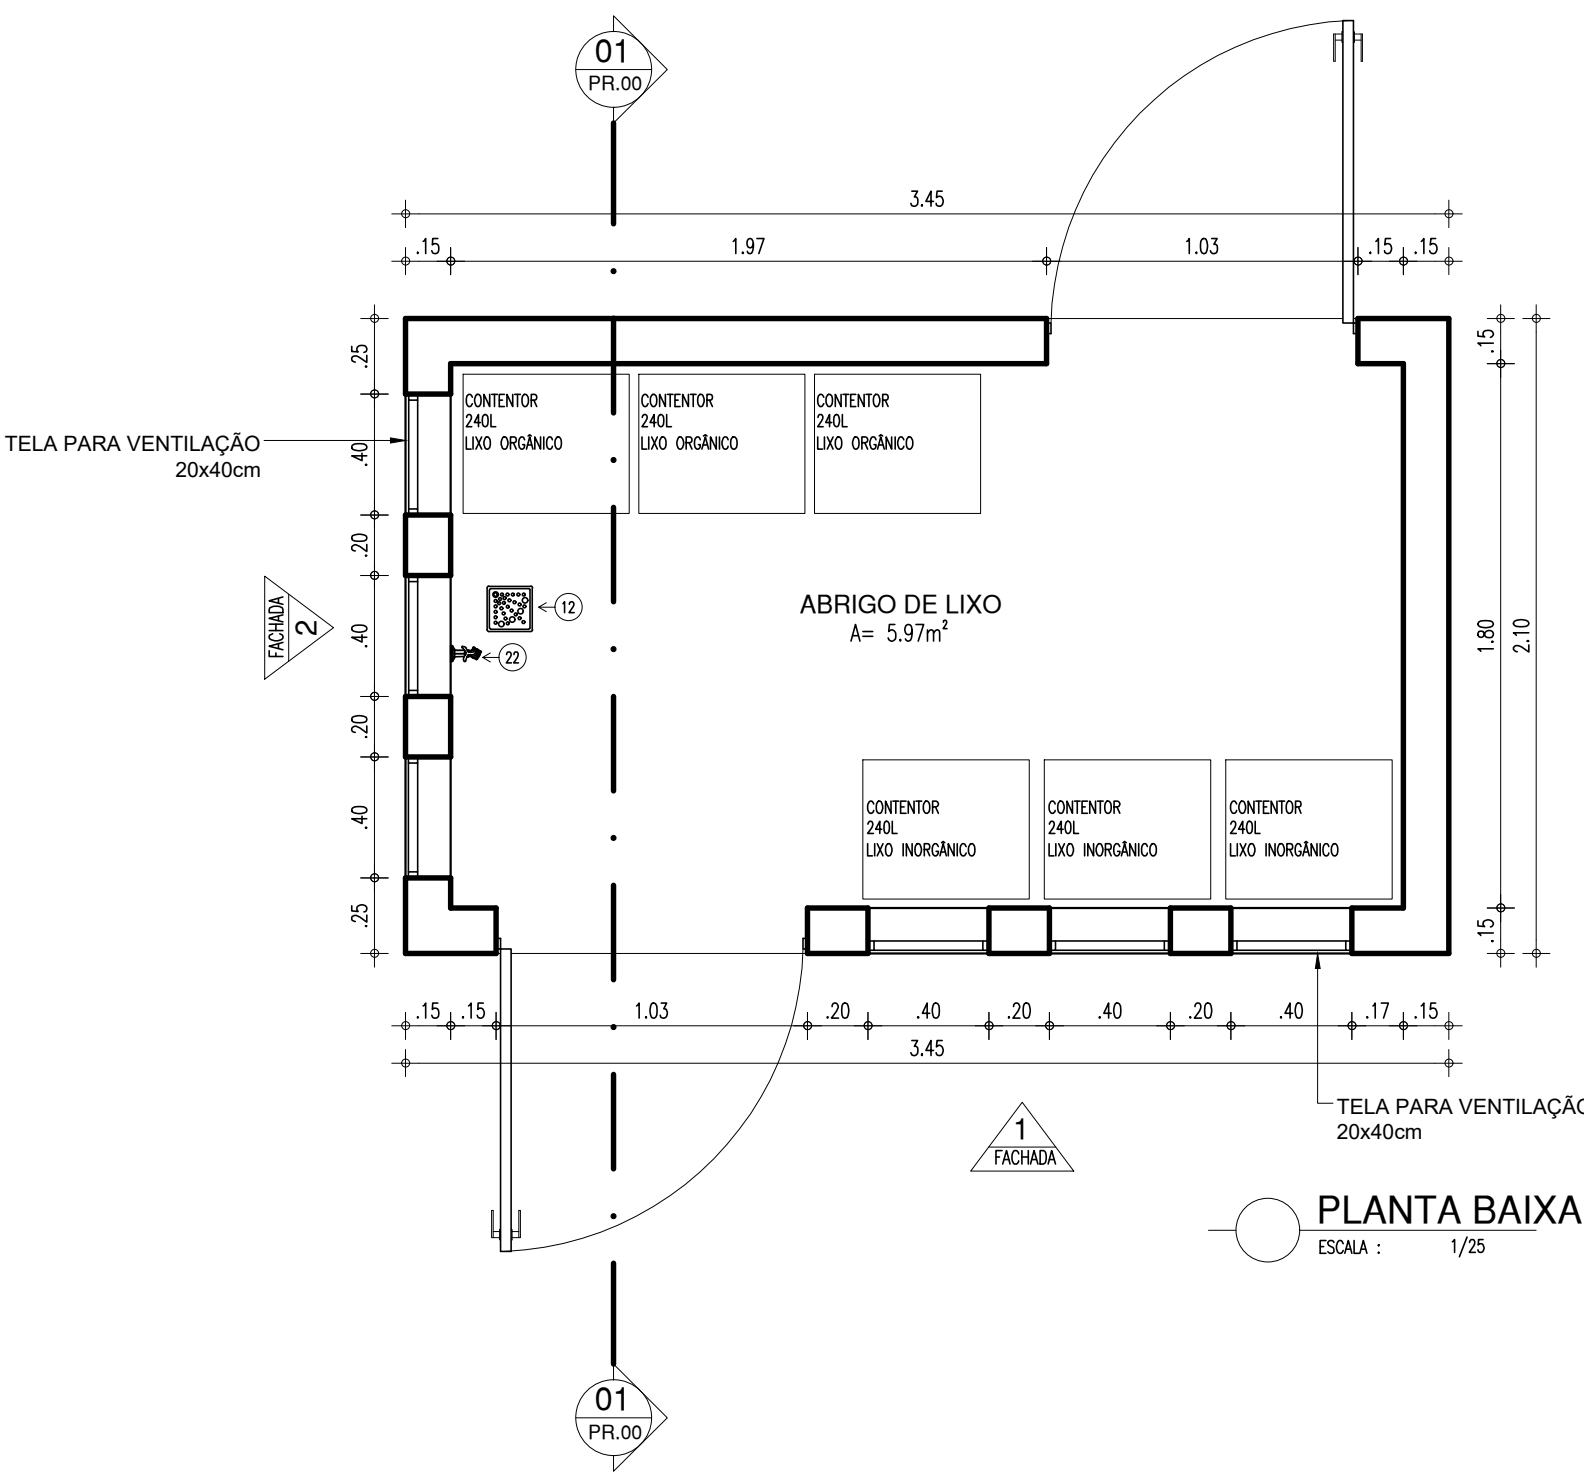 01
PR.00
3.45
.15
1.97
1.03
.15
.15
.25
.40
.20
.40
.20
.40
.25
TELA PARA VENTILAÇÃO
20x40cm
FACHADA
2
CONTENTOR
240L
LIXO ORGÂNICO
CONTENTOR
240L
LIXO ORGÂNICO
CONTENTOR
240L
LIXO ORGÂNICO
12
22
ABRIGO DE LIXO
A= 5.97m²
.15
1.80
2.10
.15
CONTENTOR
240L
LIXO INORGÂNICO
CONTENTOR
240L
LIXO INORGÂNICO
CONTENTOR
240L
LIXO INORGÂNICO
.15
.15
1.03
.20
.40
.20
.40
.20
.40
.17
.15
3.45
TELA PARA VENTILAÇÃO
20x40cm
1
FACHADA
PLANTA BAIXA
ESCALA : 1/25
01
PR.00